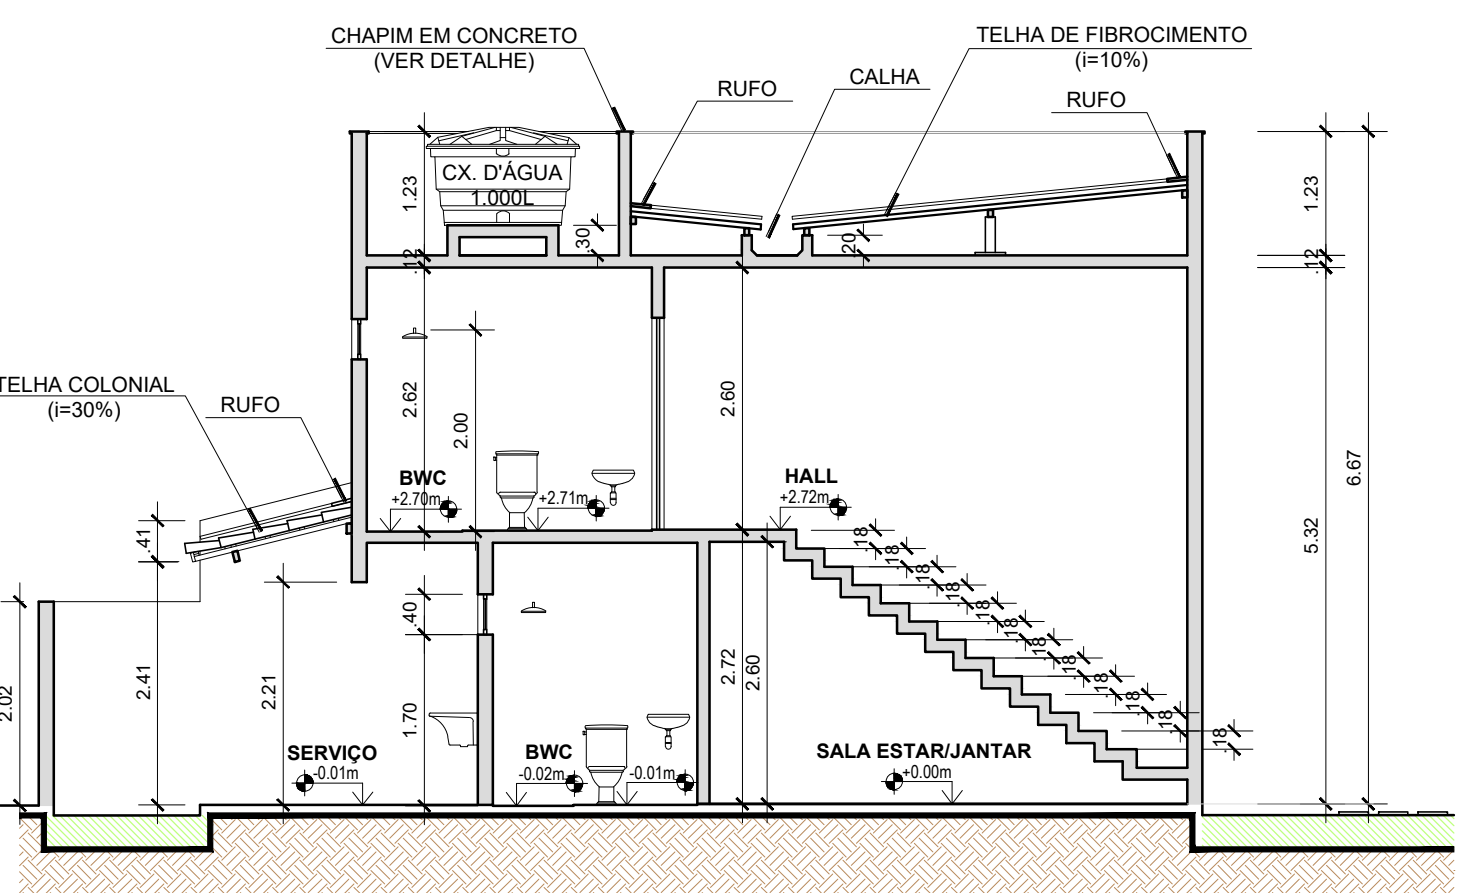 CHAPIM EM CONCRETO
(VER DETALHE)
TELHA DE FIBROCIMENTO
(i=10%)
RUFO
CALHA
RUFO
CX. D'ÁGUA
1.000L
1.23
.30
.20
1.23
.12
.12
TELHA COLONIAL
(i=30%)
RUFO
2.62
2.00
2.60
6.67
5.32
BWC
+2.70m
+2.71m
HALL
+2.72m
.41
.18
.18
.18
.18
.18
.18
.18
.18
.18
.18
.18
.18
.40
2.02
2.41
2.21
1.70
2.72
2.60
SERVIÇO
-0.01m
BWC
-0.02m
-0.01m
SALA ESTAR/JANTAR
+0.00m